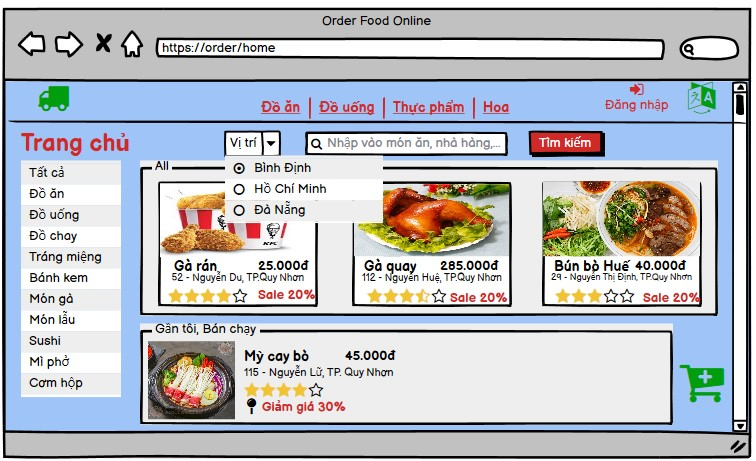 Order Food Online
https://order/home
Đồ ăn | Đồ uống | Thực phẩm | Hoa
Đăng nhập
Trang chủ
Vị trí
Nhập vào món ăn, nhà hàng,...
Tìm kiếm
Bình Định
Hồ Chí Minh
Đà Nẵng
Tất cả
Đồ ăn
Đồ uống
Đồ chay
Tráng miệng
Bánh kem
Món gà
Món lẩu
Sushi
Mì phở
Cơm hộp
All
KFC
Gà rán 25.000đ
52 - Nguyễn Du, TP.Quy Nhơn
Sale 20%
Gà quay 285.000đ
112 - Nguyễn Huệ, TP.Quy Nhơn
Sale 20%
Bún bò Huế 40.000đ
29 - Nguyễn Thị Định, TP.Quy Nhơn
Sale 20%
Gần tôi, Bán chạy
Mỳ cay bò 45.000đ
115 - Nguyễn Lữ, TP. Quy Nhơn
Giảm giá 30%